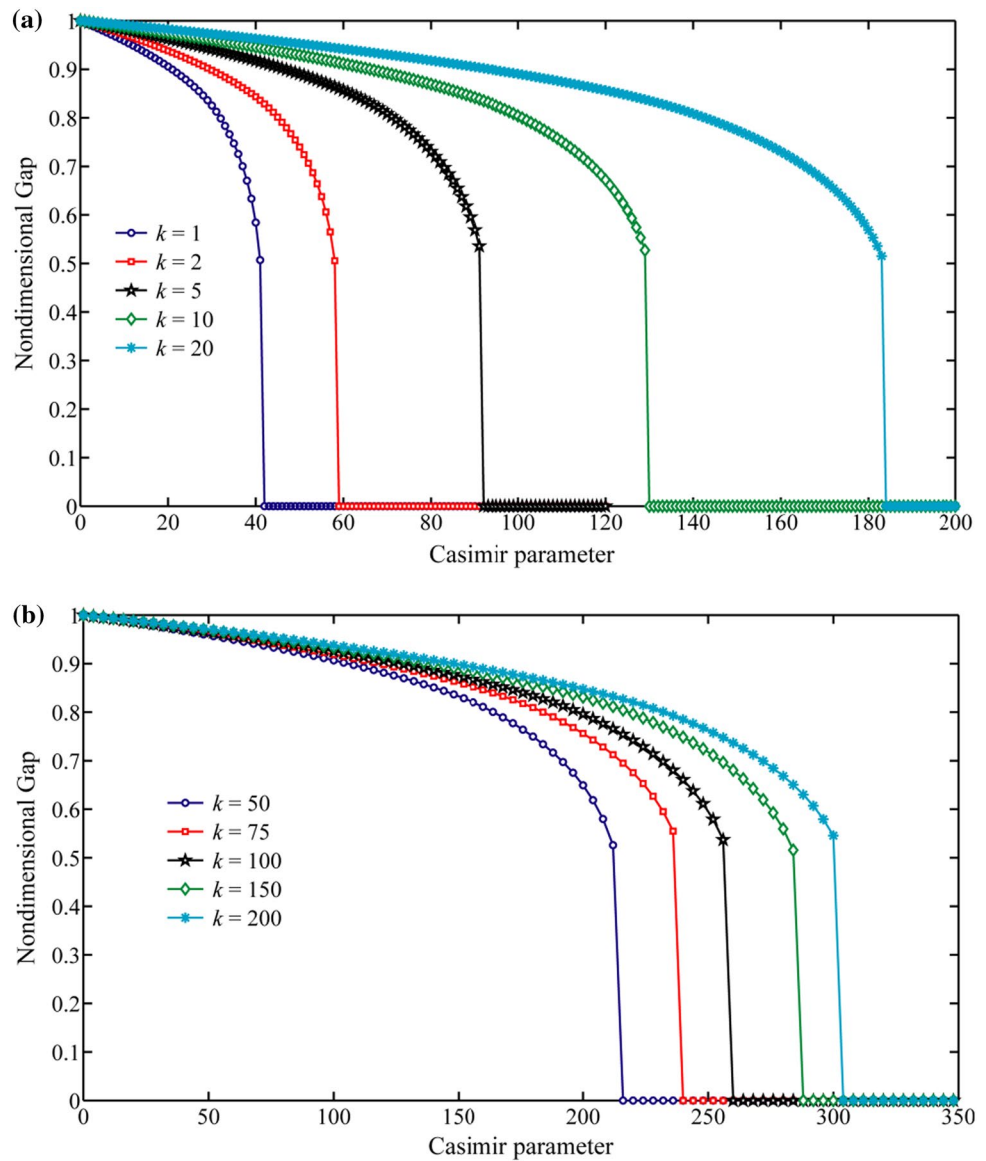 (a)
1
0.9
0.8
0.7
0.6
0.5
0.4
0.3
0.2
0.1
0
Nondimensional Gap
k = 1
k = 2
k = 5
k = 10
k = 20
0 20 40 60 80 100 120 140 160 180 200
Casimir parameter
(b)
1
0.9
0.8
0.7
0.6
0.5
0.4
0.3
0.2
0.1
0
Nondimensional Gap
k = 50
k = 75
k = 100
k = 150
k = 200
0 50 100 150 200 250 300 350
Casimir parameter